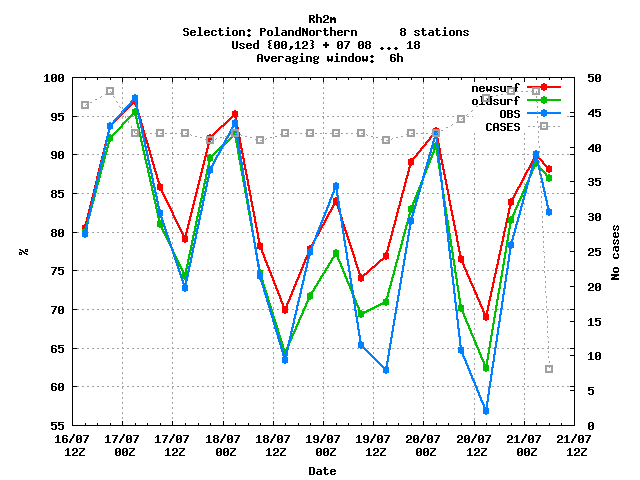 Rh2m
Selection: PolandNorthern 8 stations
Used {00,12} + 07 08 ... 18
Averaging window: 6h
newsurf
oldsurf
OBS
CASES
100
95
90
85
80
75
70
65
60
55
%
50
45
40
35
30
25
20
15
10
5
0
No cases
16/07 17/07 17/07 18/07 18/07 19/07 19/07 20/07 20/07 21/07 21/07
12Z 00Z 12Z 00Z 12Z 00Z 12Z 00Z 12Z 00Z 12Z
Date